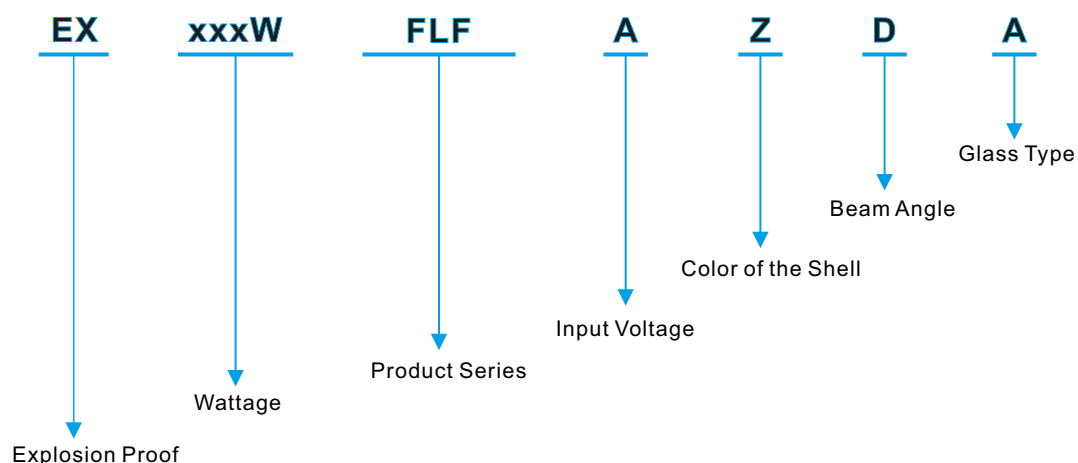 EX xxxW FLF A Z D A
Glass Type
Beam Angle
Color of the Shell
Input Voltage
Product Series
Wattage
Explosion Proof